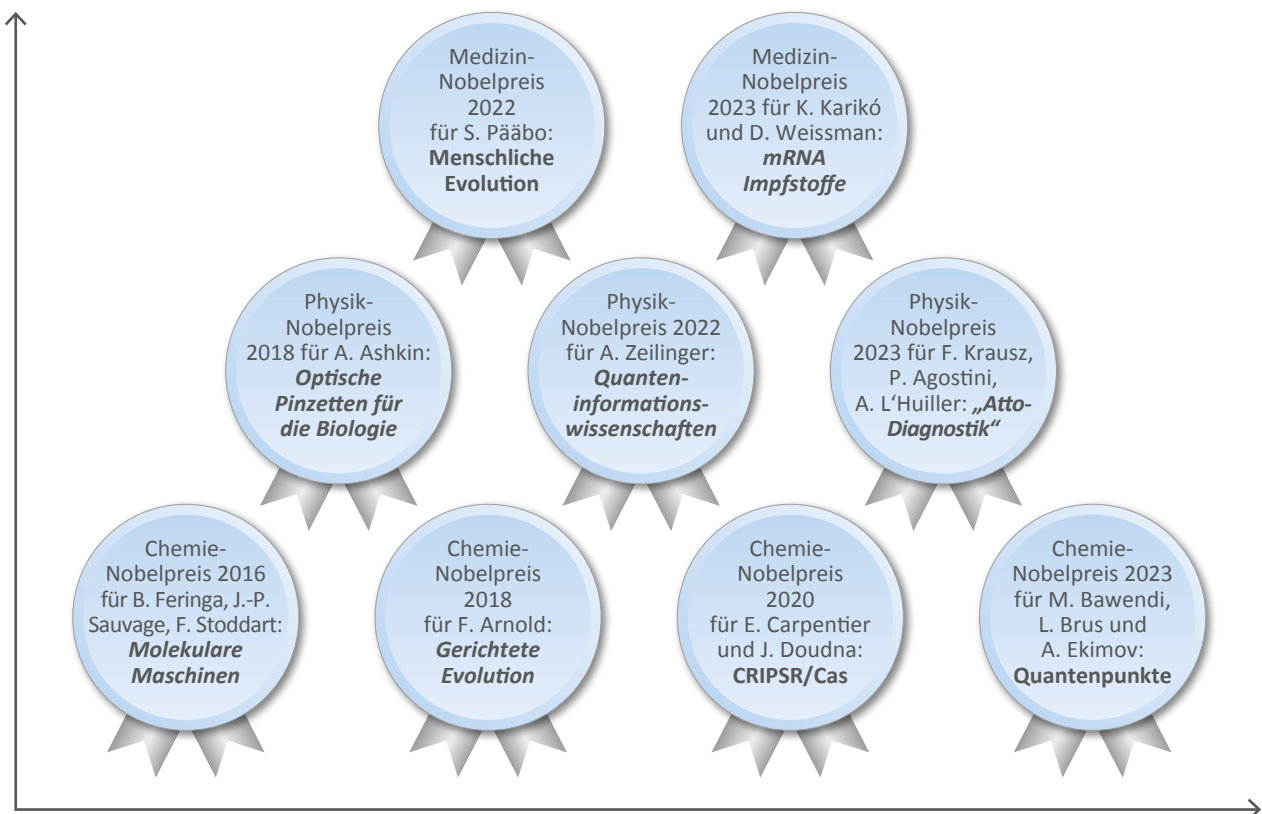 Medizin-
Nobelpreis
2022
für S. Pääbo:
Menschliche
Evolution
Medizin-
Nobelpreis
2023 für K. Karikó
und D. Weissman:
mRNA
Impfstoffe
Physik-
Nobelpreis
2018 für A. Ashkin:
Optische
Pinzetten für
die Biologie
Physik-
Nobelpreis 2022
für A. Zeilinger:
Quanten-
informations-
wissenschaften
Physik-
Nobelpreis
2023 für F. Krausz,
P. Agostini,
A. L‘Huiller: „Atto-
Diagnostik“
Chemie-
Nobelpreis 2016
für B. Feringa, J.-P.
Sauvage, F. Stoddart:
Molekulare
Maschinen
Chemie-
Nobelpreis
2018
für F. Arnold:
Gerichtete
Evolution
Chemie-
Nobelpreis
2020
für E. Carpentier
und J. Doudna:
CRIPSR/Cas
Chemie-
Nobelpreis 2023
für M. Bawendi,
L. Brus und
A. Ekimov:
Quantenpunkte